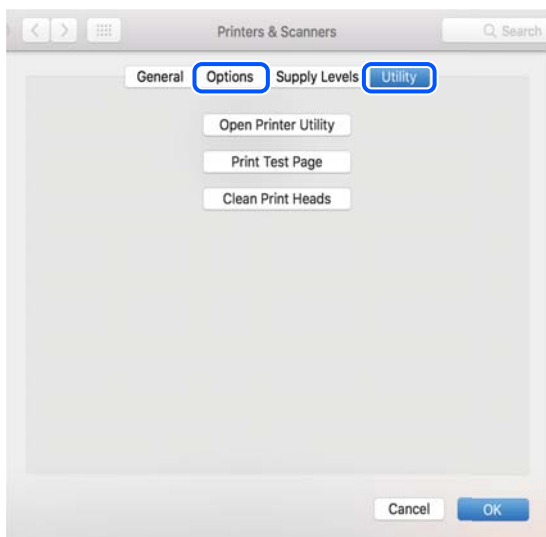 Printers & Scanners Search
General Options Supply Levels Utility
Open Printer Utility
Print Test Page
Clean Print Heads
Cancel OK